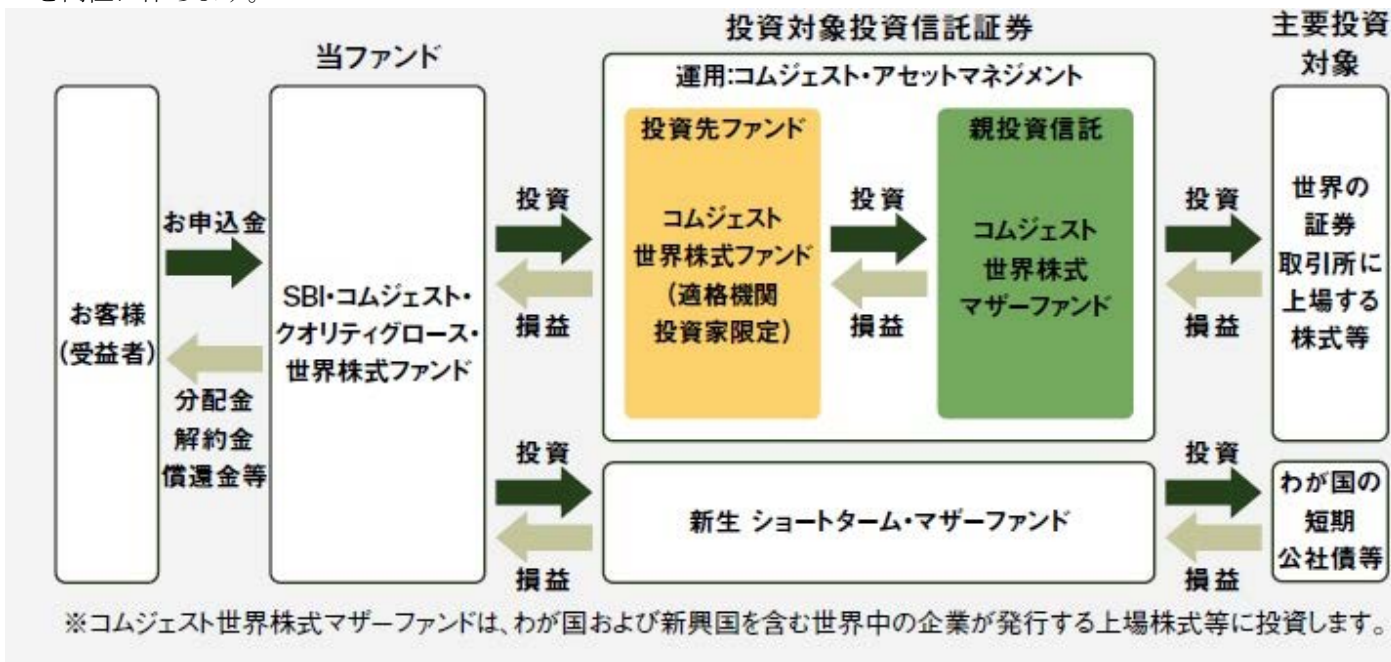 投資対象投資信託証券
主要投資
対象
当ファンド
運用:コムジェスト・アセットマネジメント
お客様
(受益者)
お申込金
分配金
解約金
償還金等
SBI・コムジェスト・
クオリティグロース・
世界株式ファンド
投資
損益
投資先ファンド
コムジェスト
世界株式ファンド
(適格機関
投資家限定)
投資
損益
親投資信託
コムジェスト
世界株式
マザーファンド
投資
損益
世界の
証券
取引所に
上場する
株式等
投資
損益
新生 ショートターム・マザーファンド
投資
損益
わが国の
短期
公社債等
※コムジェスト世界株式マザーファンドは、わが国および新興国を含む世界中の企業が発行する上場株式等に投資します。